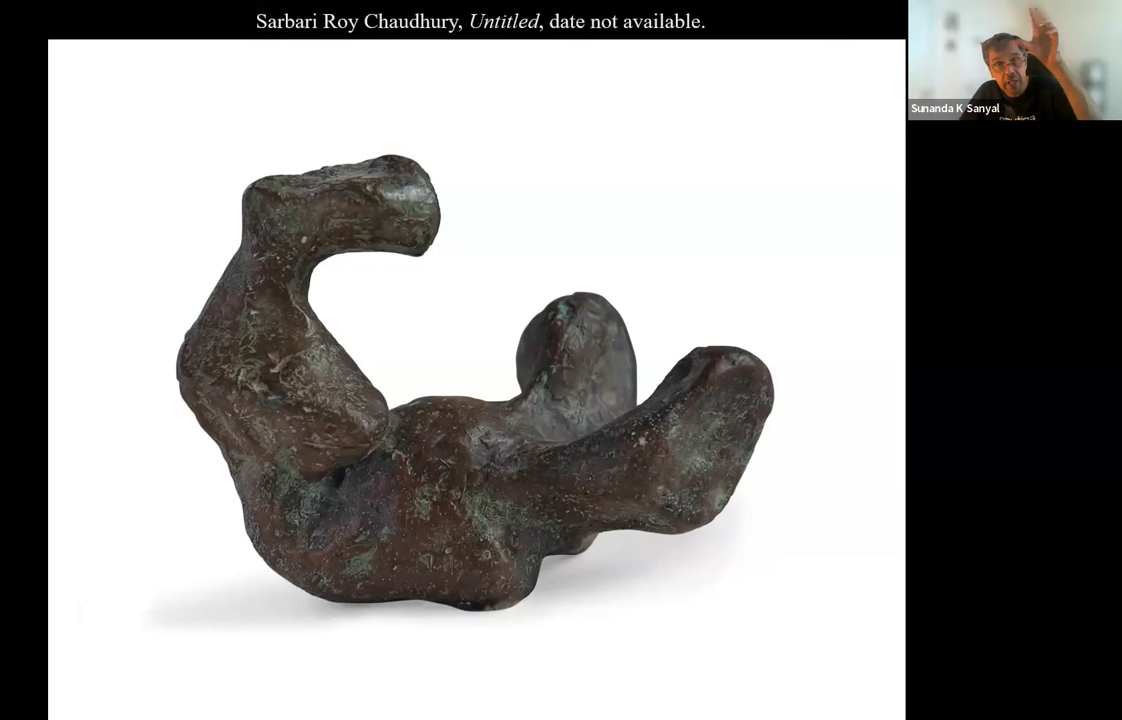 Sarbari Roy Chaudhury, Untitled, date not available.
Sunanda K Sanyal